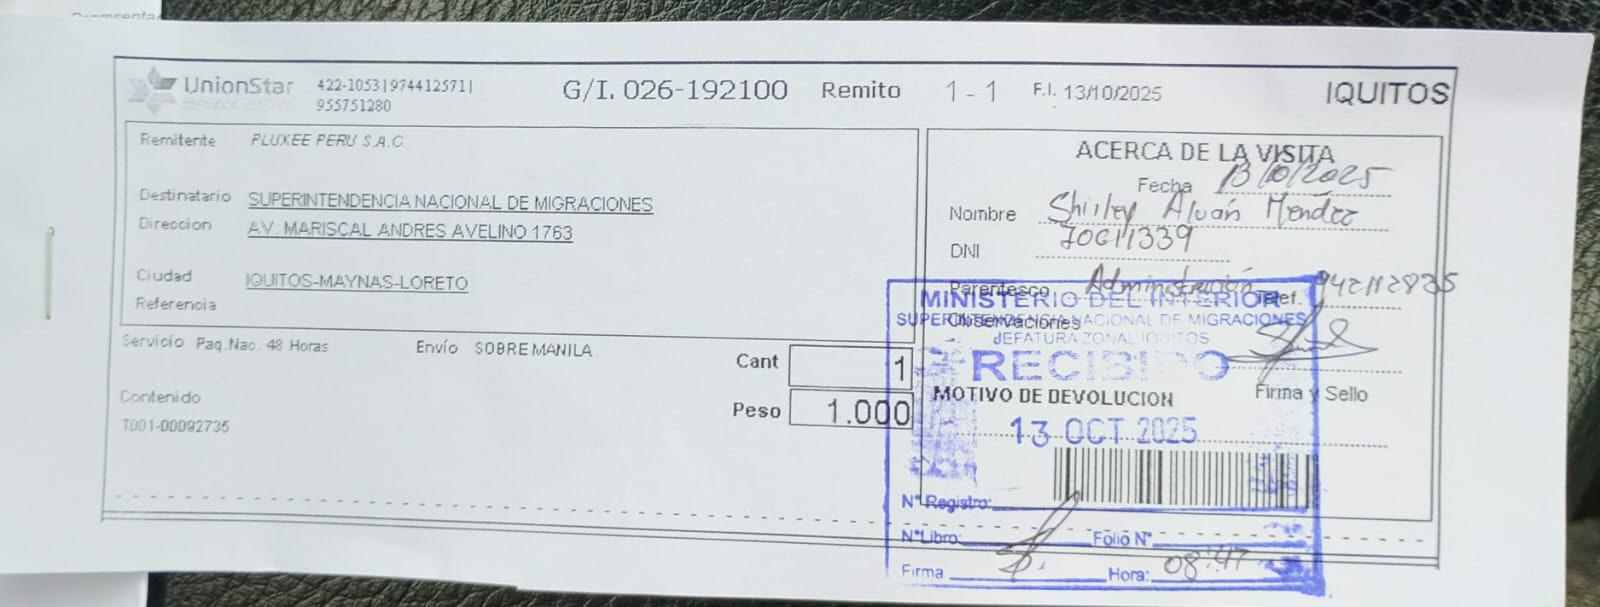 UnionStar 422-1053|974412571| G/I. 026-192100 Remito 1 - 1 F.I. 13/10/2025 IQUITOS
955751280
Remitente PLUXEE PERU S.A.C.
Destinatario SUPERINTENDENCIA NACIONAL DE MIGRACIONES
Direccion AV. MARISCAL ANDRES AVELINO 1763
Ciudad IQUITOS-MAYNAS-LORETO
Referencia
Servicio Paq.Nac. 48 Horas Envío SOBREMANILA Cant 1
Peso 1.000
Contenido
T001-00092735
ACERCA DE LA VISITA
Fecha 13/10/2025
Nombre Shirley Alván Mendez
DNI
Parentesco Administración Telef.
Observaciones
Firma y Sello
MOTIVO DE DEVOLUCION
MINISTERIO DEL INTERIOR
SUPERINTENDENCIA NACIONAL DE MIGRACIONES
JEFATURA ZONAL IQUITOS
RECIBIDO
13 OCT 2025
N° Registro:
N°Libro: Folio N°
Firma Hora: 08:47